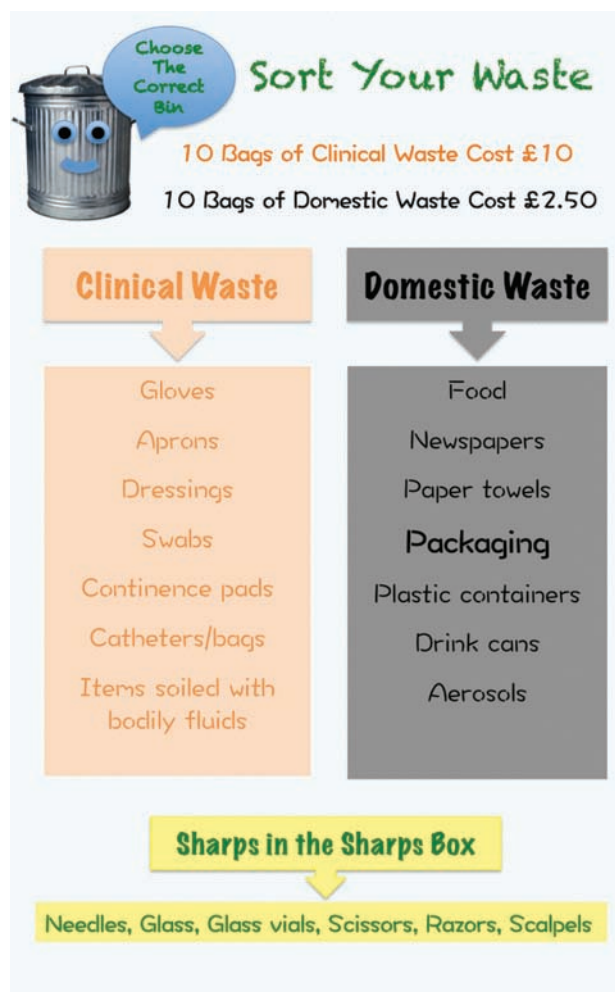 Choose
The
Correct
Bin
Sort Your Waste
10 Bags of Clinical Waste Cost £10
10 Bags of Domestic Waste Cost £2.50
Clinical Waste
Gloves
Aprons
Dressings
Swabs
Continence pads
Catheters/bags
Items soiled with
bodily fluids
Domestic Waste
Food
Newspapers
Paper towels
Packaging
Plastic containers
Drink cans
Aerosols
Sharps in the Sharps Box
Needles, Glass, Glass vials, Scissors, Razors, Scalpels